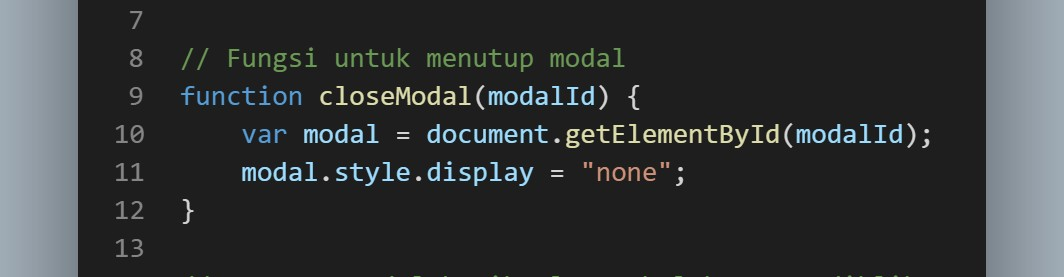 7
8 // Fungsi untuk menutup modal
9 function closeModal(modalId) {
10 var modal = document.getElementById(modalId);
11 modal.style.display = "none";
12 }
13